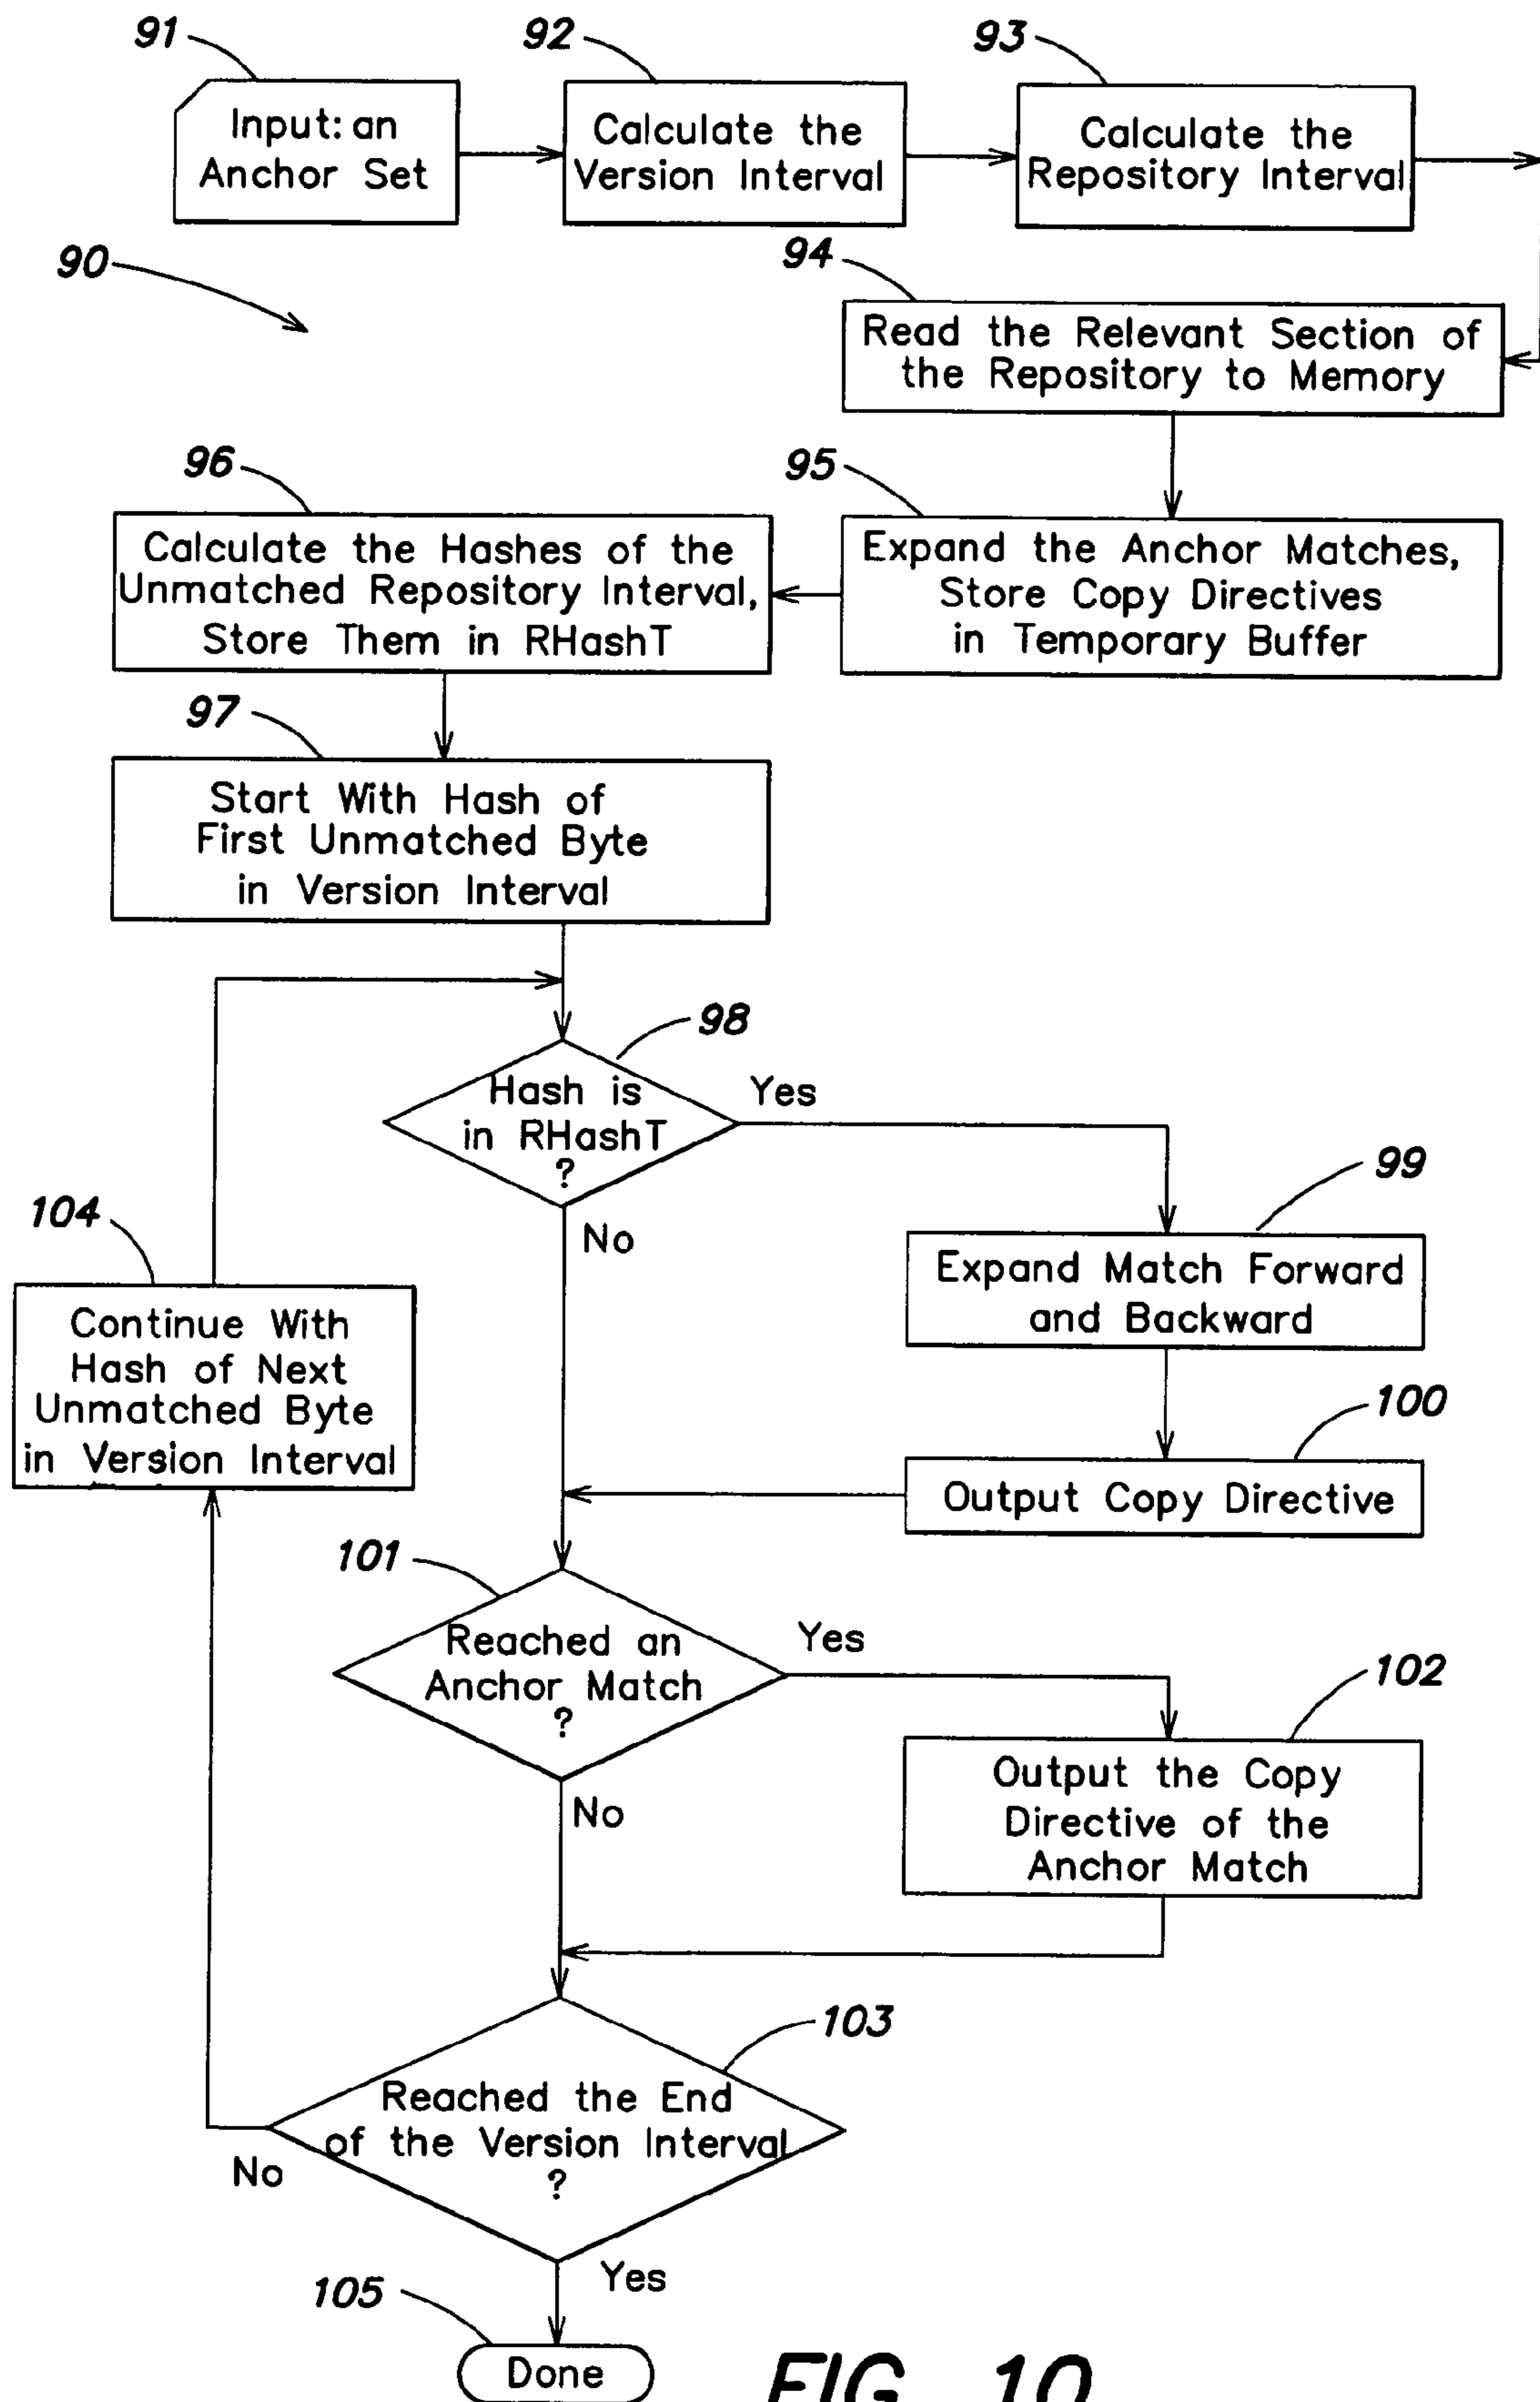 91
Input: an
Anchor Set
92
Calculate the
Version Interval
93
Calculate the
Repository Interval
90
94
Read the Relevant Section of
the Repository to Memory
95
Expand the Anchor Matches,
Store Copy Directives
in Temporary Buffer
96
Calculate the Hashes of the
Unmatched Repository Interval,
Store Them in RHashT
97
Start With Hash of
First Unmatched Byte
in Version Interval
98
Hash is
in RHashT
?
Yes
No
99
Expand Match Forward
and Backward
100
Output Copy Directive
104
Continue With
Hash of Next
Unmatched Byte
in Version Interval
101
Reached an
Anchor Match
?
Yes
No
102
Output the Copy
Directive of the
Anchor Match
103
Reached the End
of the Version Interval
?
No
Yes
105
Done
FIG. 10